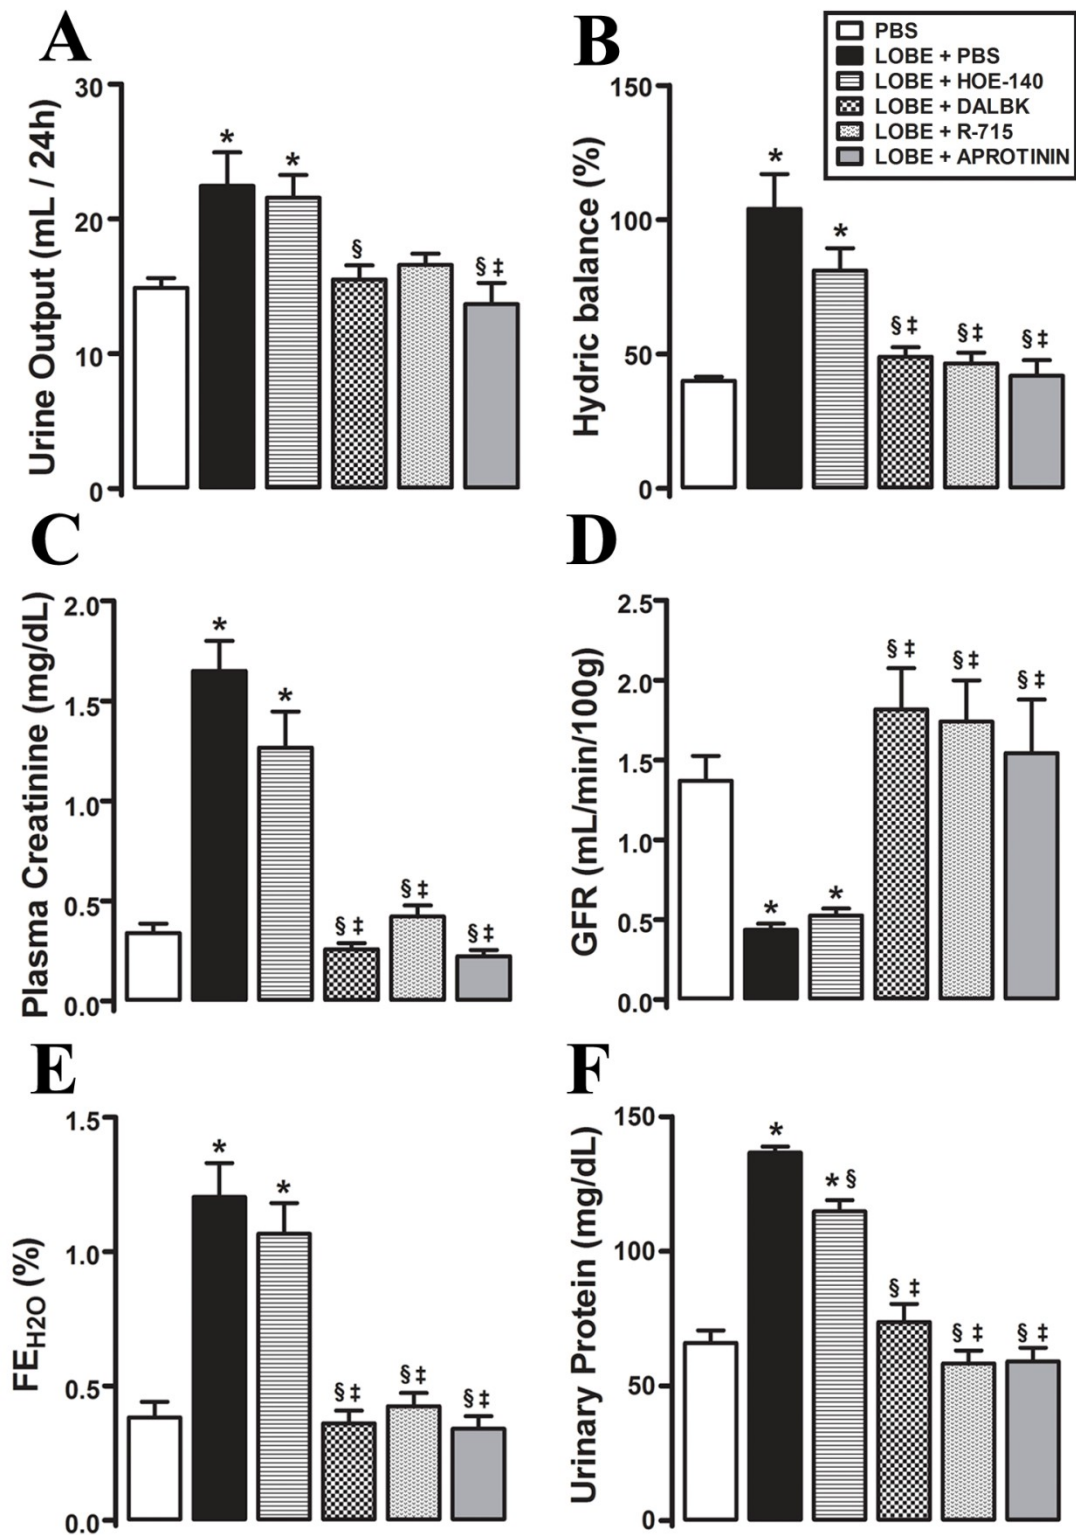 A
Urine Output (mL / 24h)
30
20
10
0
* * § § ‡
B
Hydric balance (%)
150
100
50
0
* * § ‡ § ‡ § ‡
PBS
LOBE + PBS
LOBE + HOE-140
LOBE + DALBK
LOBE + R-715
LOBE + APROTININ
C
Plasma Creatinine (mg/dL)
2.0
1.5
1.0
0.5
0.0
* * § ‡ § ‡ § ‡
D
GFR (mL/min/100g)
2.5
2.0
1.5
1.0
0.5
0.0
* * § ‡ § ‡ § ‡
E
FEH2O (%)
1.5
1.0
0.5
0.0
* * § ‡ § ‡ § ‡
F
Urinary Protein (mg/dL)
150
100
50
0
* * § § ‡ § ‡ § ‡